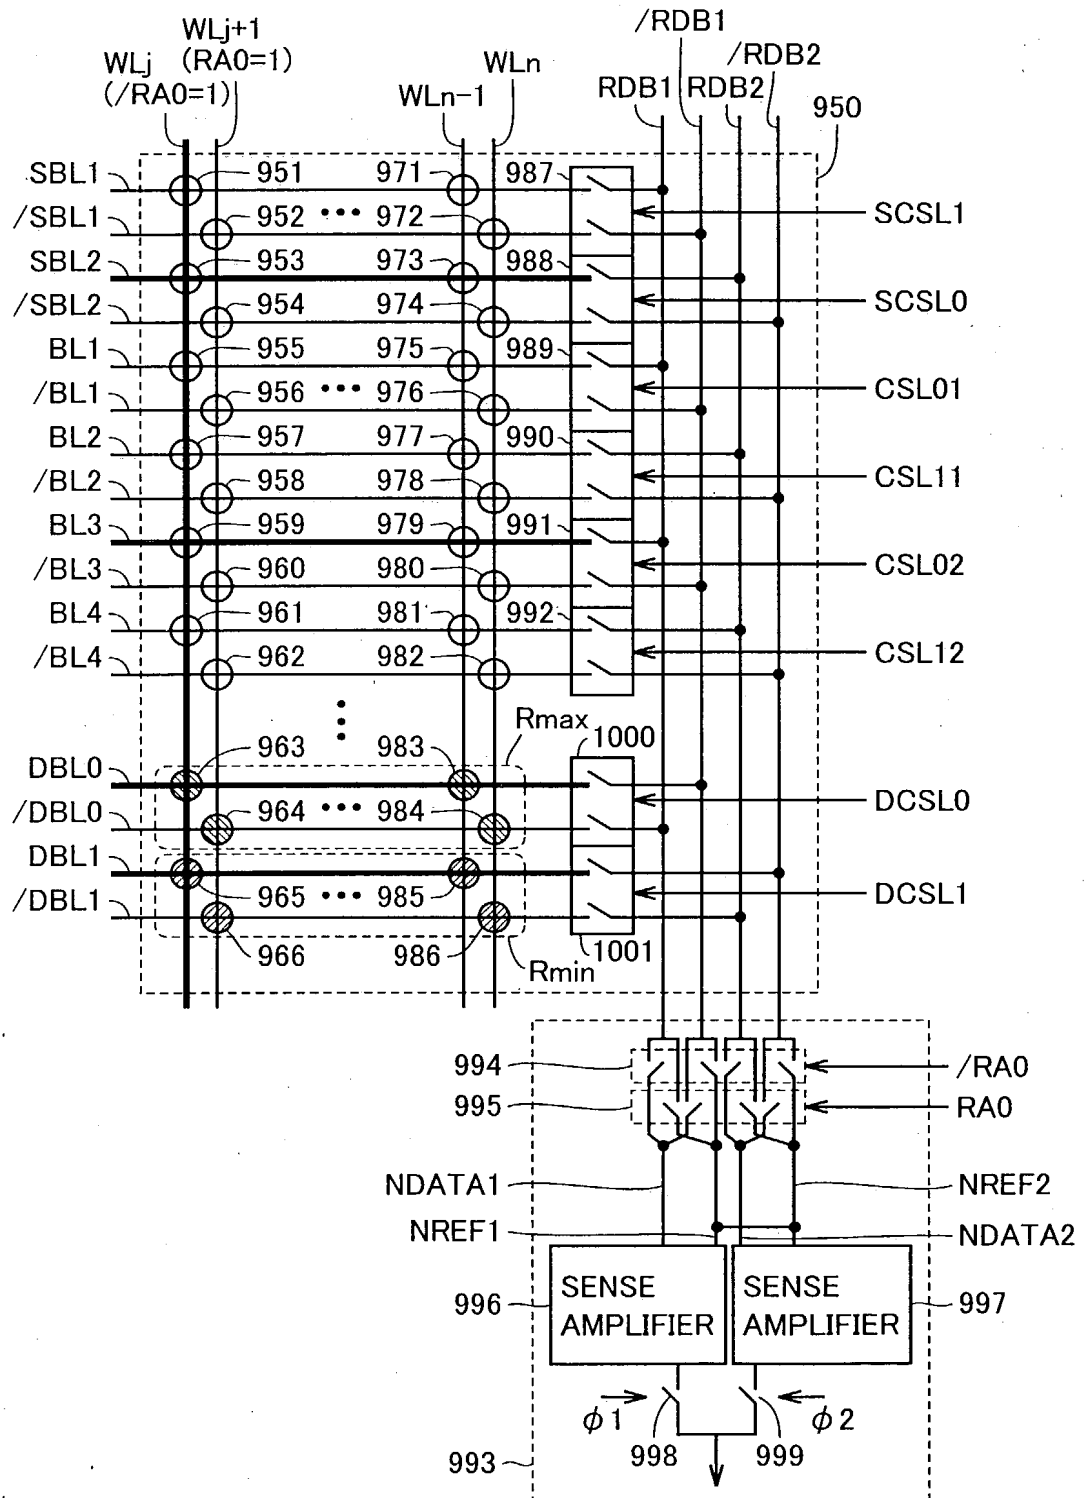 /RDB1
WLj+1
(RA0=1)
/RDB2
WLj
(/RA0=1)
WLn
WLn-1
RDB1
RDB2
950
SBL1
951
971
987
/SBL1
952
972
SCSL1
SBL2
953
973
988
/SBL2
954
974
SCSL0
BL1
955
975
989
/BL1
956
976
CSL01
BL2
957
977
990
/BL2
958
978
CSL11
BL3
959
979
991
/BL3
960
980
CSL02
BL4
961
981
992
/BL4
962
982
CSL12
Rmax
1000
DBL0
963
983
/DBL0
964
984
DCSL0
DBL1
965
985
/DBL1
DCSL1
966
986
Rmin
1001
994
/RA0
995
RA0
NDATA1
NREF2
NREF1
NDATA2
996
SENSE
AMPLIFIER
SENSE
AMPLIFIER
997
ϕ1
998
999
ϕ2
993